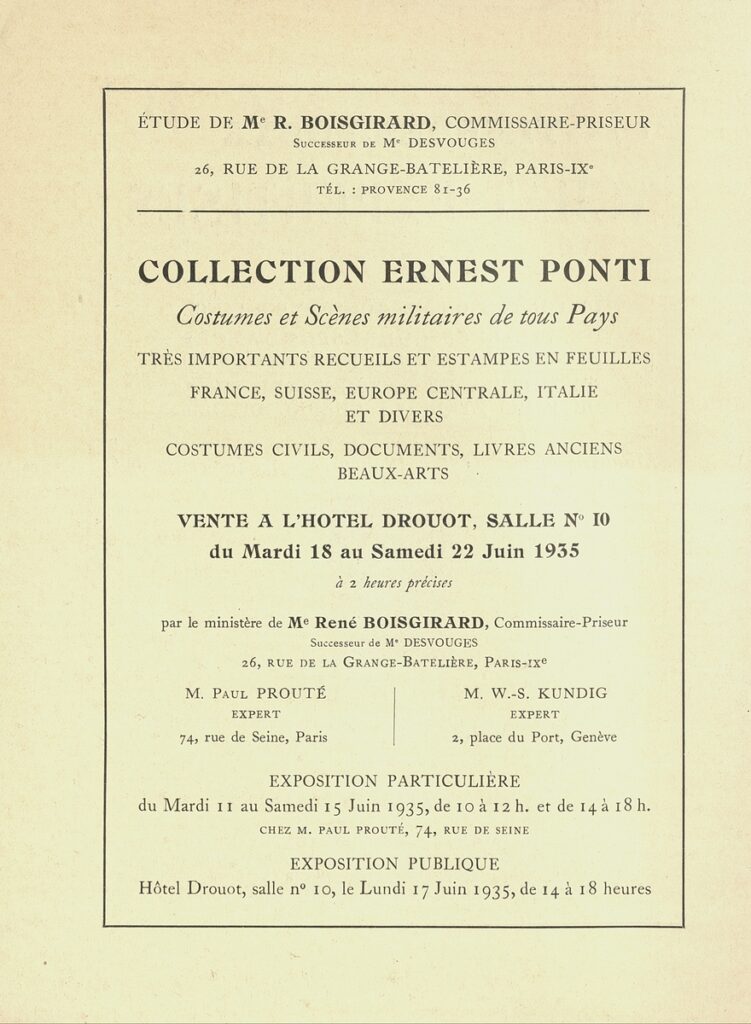 ÉTUDE DE Mᵉ R. BOISGIRARD, COMMISSAIRE-PRISEUR
Successeur de Mᵉ DESVOUGES
26, RUE DE LA GRANGE-BATELIÈRE, PARIS-IXᵉ
TÉL. : PROVENCE 81-36
COLLECTION ERNEST PONTI
Costumes et Scènes militaires de tous Pays
TRÈS IMPORTANTS RECUEILS ET ESTAMPES EN FEUILLES
FRANCE, SUISSE, EUROPE CENTRALE, ITALIE
ET DIVERS
COSTUMES CIVILS, DOCUMENTS, LIVRES ANCIENS
BEAUX-ARTS
VENTE A L'HOTEL DROUOT, SALLE Nº 10
du Mardi 18 au Samedi 22 Juin 1935
à 2 heures précises
par le ministère de Mᵉ René BOISGIRARD, Commissaire-Priseur
Successeur de Mᵉ DESVOUGES
26, RUE DE LA GRANGE-BATELIÈRE, PARIS-IXᵉ
M. PAUL PROUTÉ
EXPERT
74, rue de Seine, Paris
M. W.-S. KUNDIG
EXPERT
2, place du Port, Genève
EXPOSITION PARTICULIÈRE
du Mardi 11 au Samedi 15 Juin 1935, de 10 à 12 h. et de 14 à 18 h.
CHEZ M. PAUL PROUTÉ, 74, RUE DE SEINE
EXPOSITION PUBLIQUE
Hôtel Drouot, salle nº 10, le Lundi 17 Juin 1935, de 14 à 18 heures